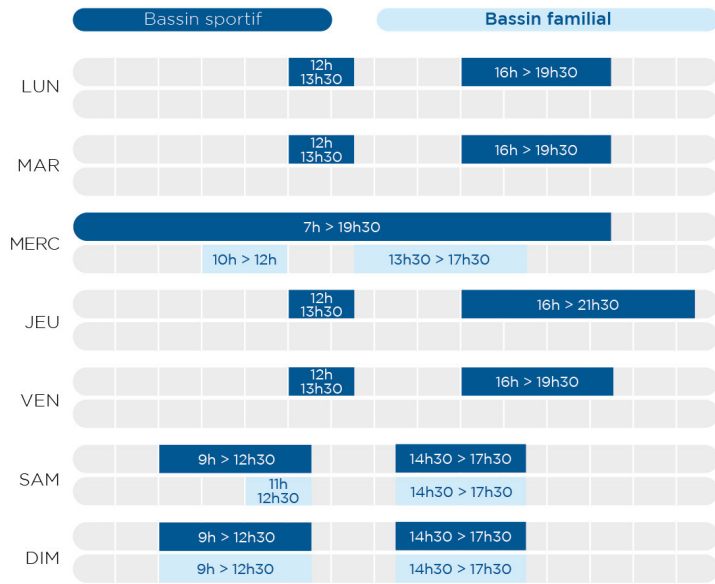 Bassin sportif
Bassin familial
LUN
12h
13h30
16h > 19h30
MAR
12h
13h30
16h > 19h30
MERC
7h > 19h30
10h > 12h
13h30 > 17h30
JEU
12h
13h30
16h > 21h30
VEN
12h
13h30
16h > 19h30
SAM
9h > 12h30
14h30 > 17h30
11h
12h30
14h30 > 17h30
DIM
9h > 12h30
14h30 > 17h30
9h > 12h30
14h30 > 17h30